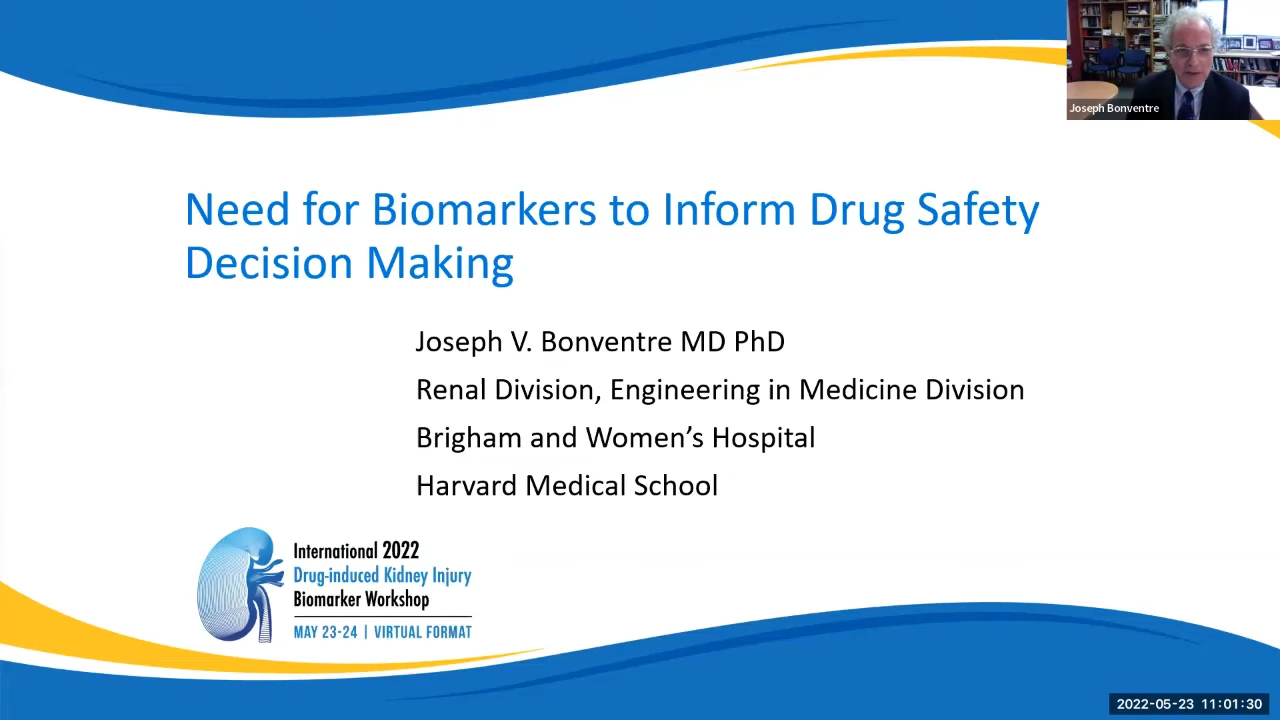 Joseph Bonventre
Need for Biomarkers to Inform Drug Safety
Decision Making
Joseph V. Bonventre MD PhD
Renal Division, Engineering in Medicine Division
Brigham and Women’s Hospital
Harvard Medical School
International 2022
Drug-induced Kidney Injury
Biomarker Workshop
MAY 23-24 | VIRTUAL FORMAT
2022-05-23 11:01:30